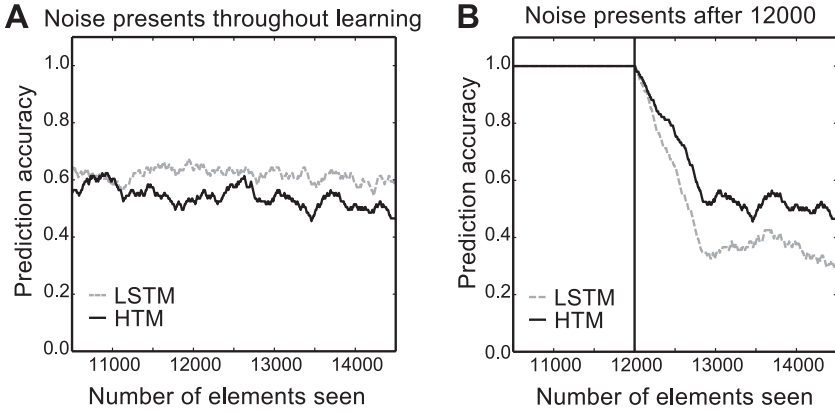 A Noise presents throughout learning
Prediction accuracy
1.0
0.8
0.6
0.4
0.2
0.0
LSTM
HTM
11000 12000 13000 14000
Number of elements seen
B Noise presents after 12000
Prediction accuracy
1.0
0.8
0.6
0.4
0.2
0.0
LSTM
HTM
11000 12000 13000 14000
Number of elements seen